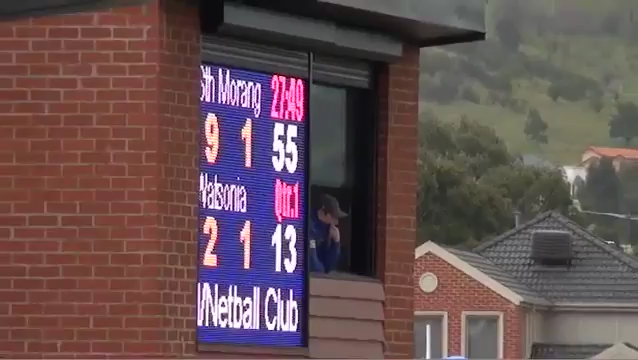 Sth Morang 27:49
9 1 55
Watsonia Qtr.1
2 1 13
/Netball Club